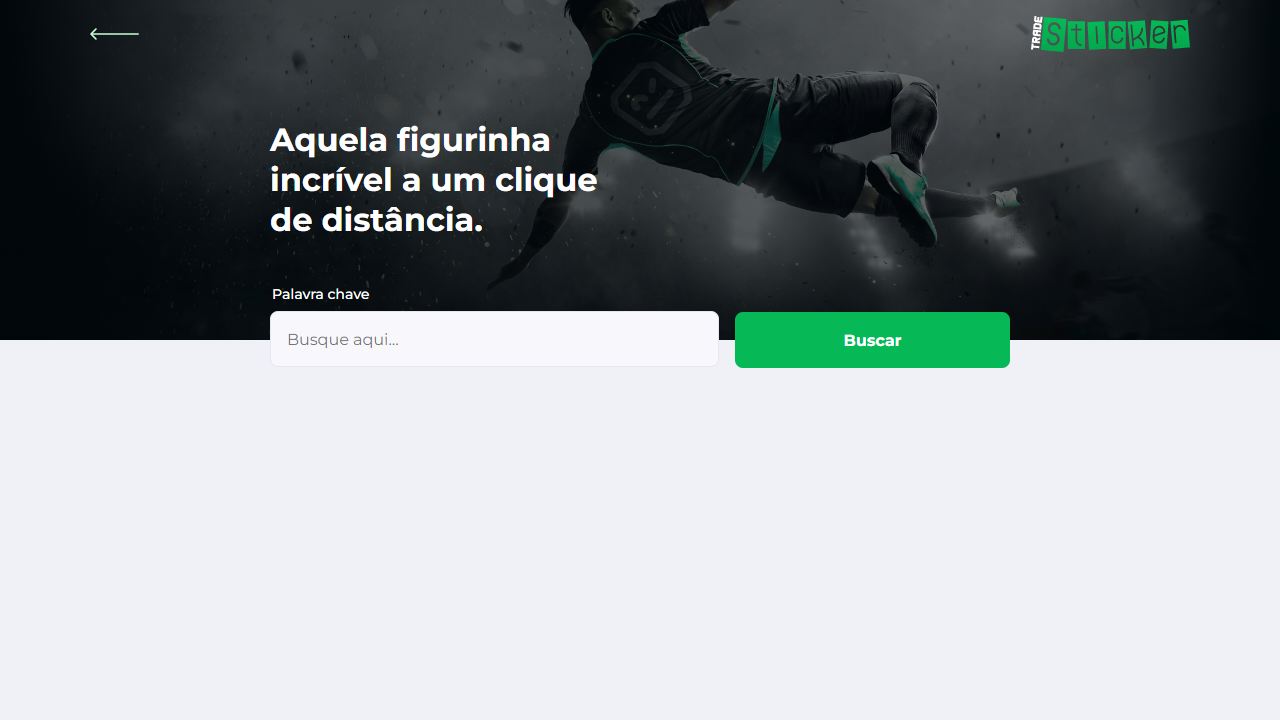 TRADE Sticker
Aquela figurinha
incrível a um clique
de distância.
Palavra chave
Busque aqui...
Buscar